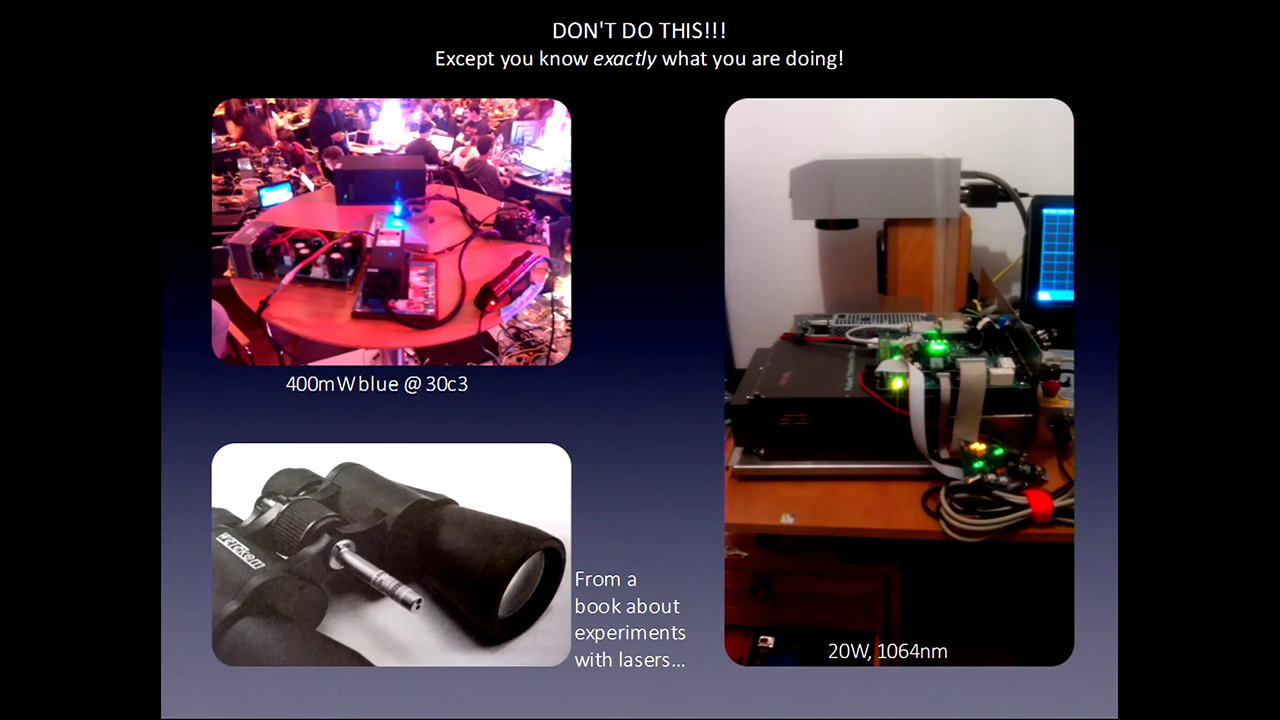 DON'T DO THIS!!!
Except you know exactly what you are doing!
400mW blue @ 30c3
From a
book about
experiments
with lasers...
20W, 1064nm